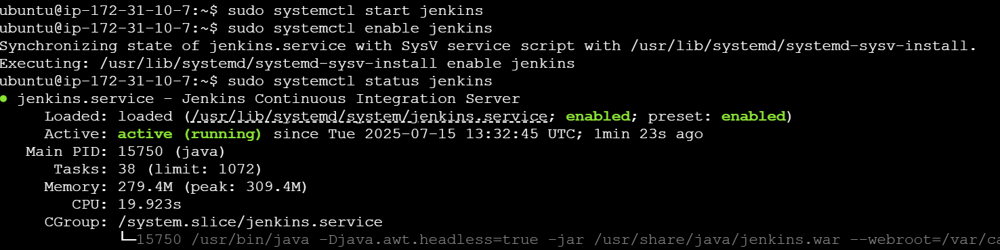 ubuntu@ip-172-31-10-7:~$ sudo systemctl start jenkins
ubuntu@ip-172-31-10-7:~$ sudo systemctl enable jenkins
Synchronizing state of jenkins.service with SysV service script with /usr/lib/systemd/systemd-sysv-install.
Executing: /usr/lib/systemd/systemd-sysv-install enable jenkins
ubuntu@ip-172-31-10-7:~$ sudo systemctl status jenkins
● jenkins.service - Jenkins Continuous Integration Server
Loaded: loaded (/usr/lib/systemd/system/jenkins.service; enabled; preset: enabled)
Active: active (running) since Tue 2025-07-15 13:32:45 UTC; 1min 23s ago
Main PID: 15750 (java)
Tasks: 38 (limit: 1072)
Memory: 279.4M (peak: 309.4M)
CPU: 19.923s
CGroup: /system.slice/jenkins.service
└─15750 /usr/bin/java -Djava.awt.headless=true -jar /usr/share/java/jenkins.war --webroot=/var/ca